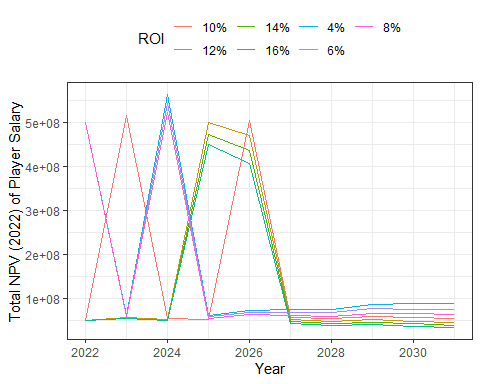 ROI
10% 14% 4% 8%
12% 16% 6%
Total NPV (2022) of Player Salary
5e+08
4e+08
3e+08
2e+08
1e+08
2022 2024 2026 2028 2030
Year